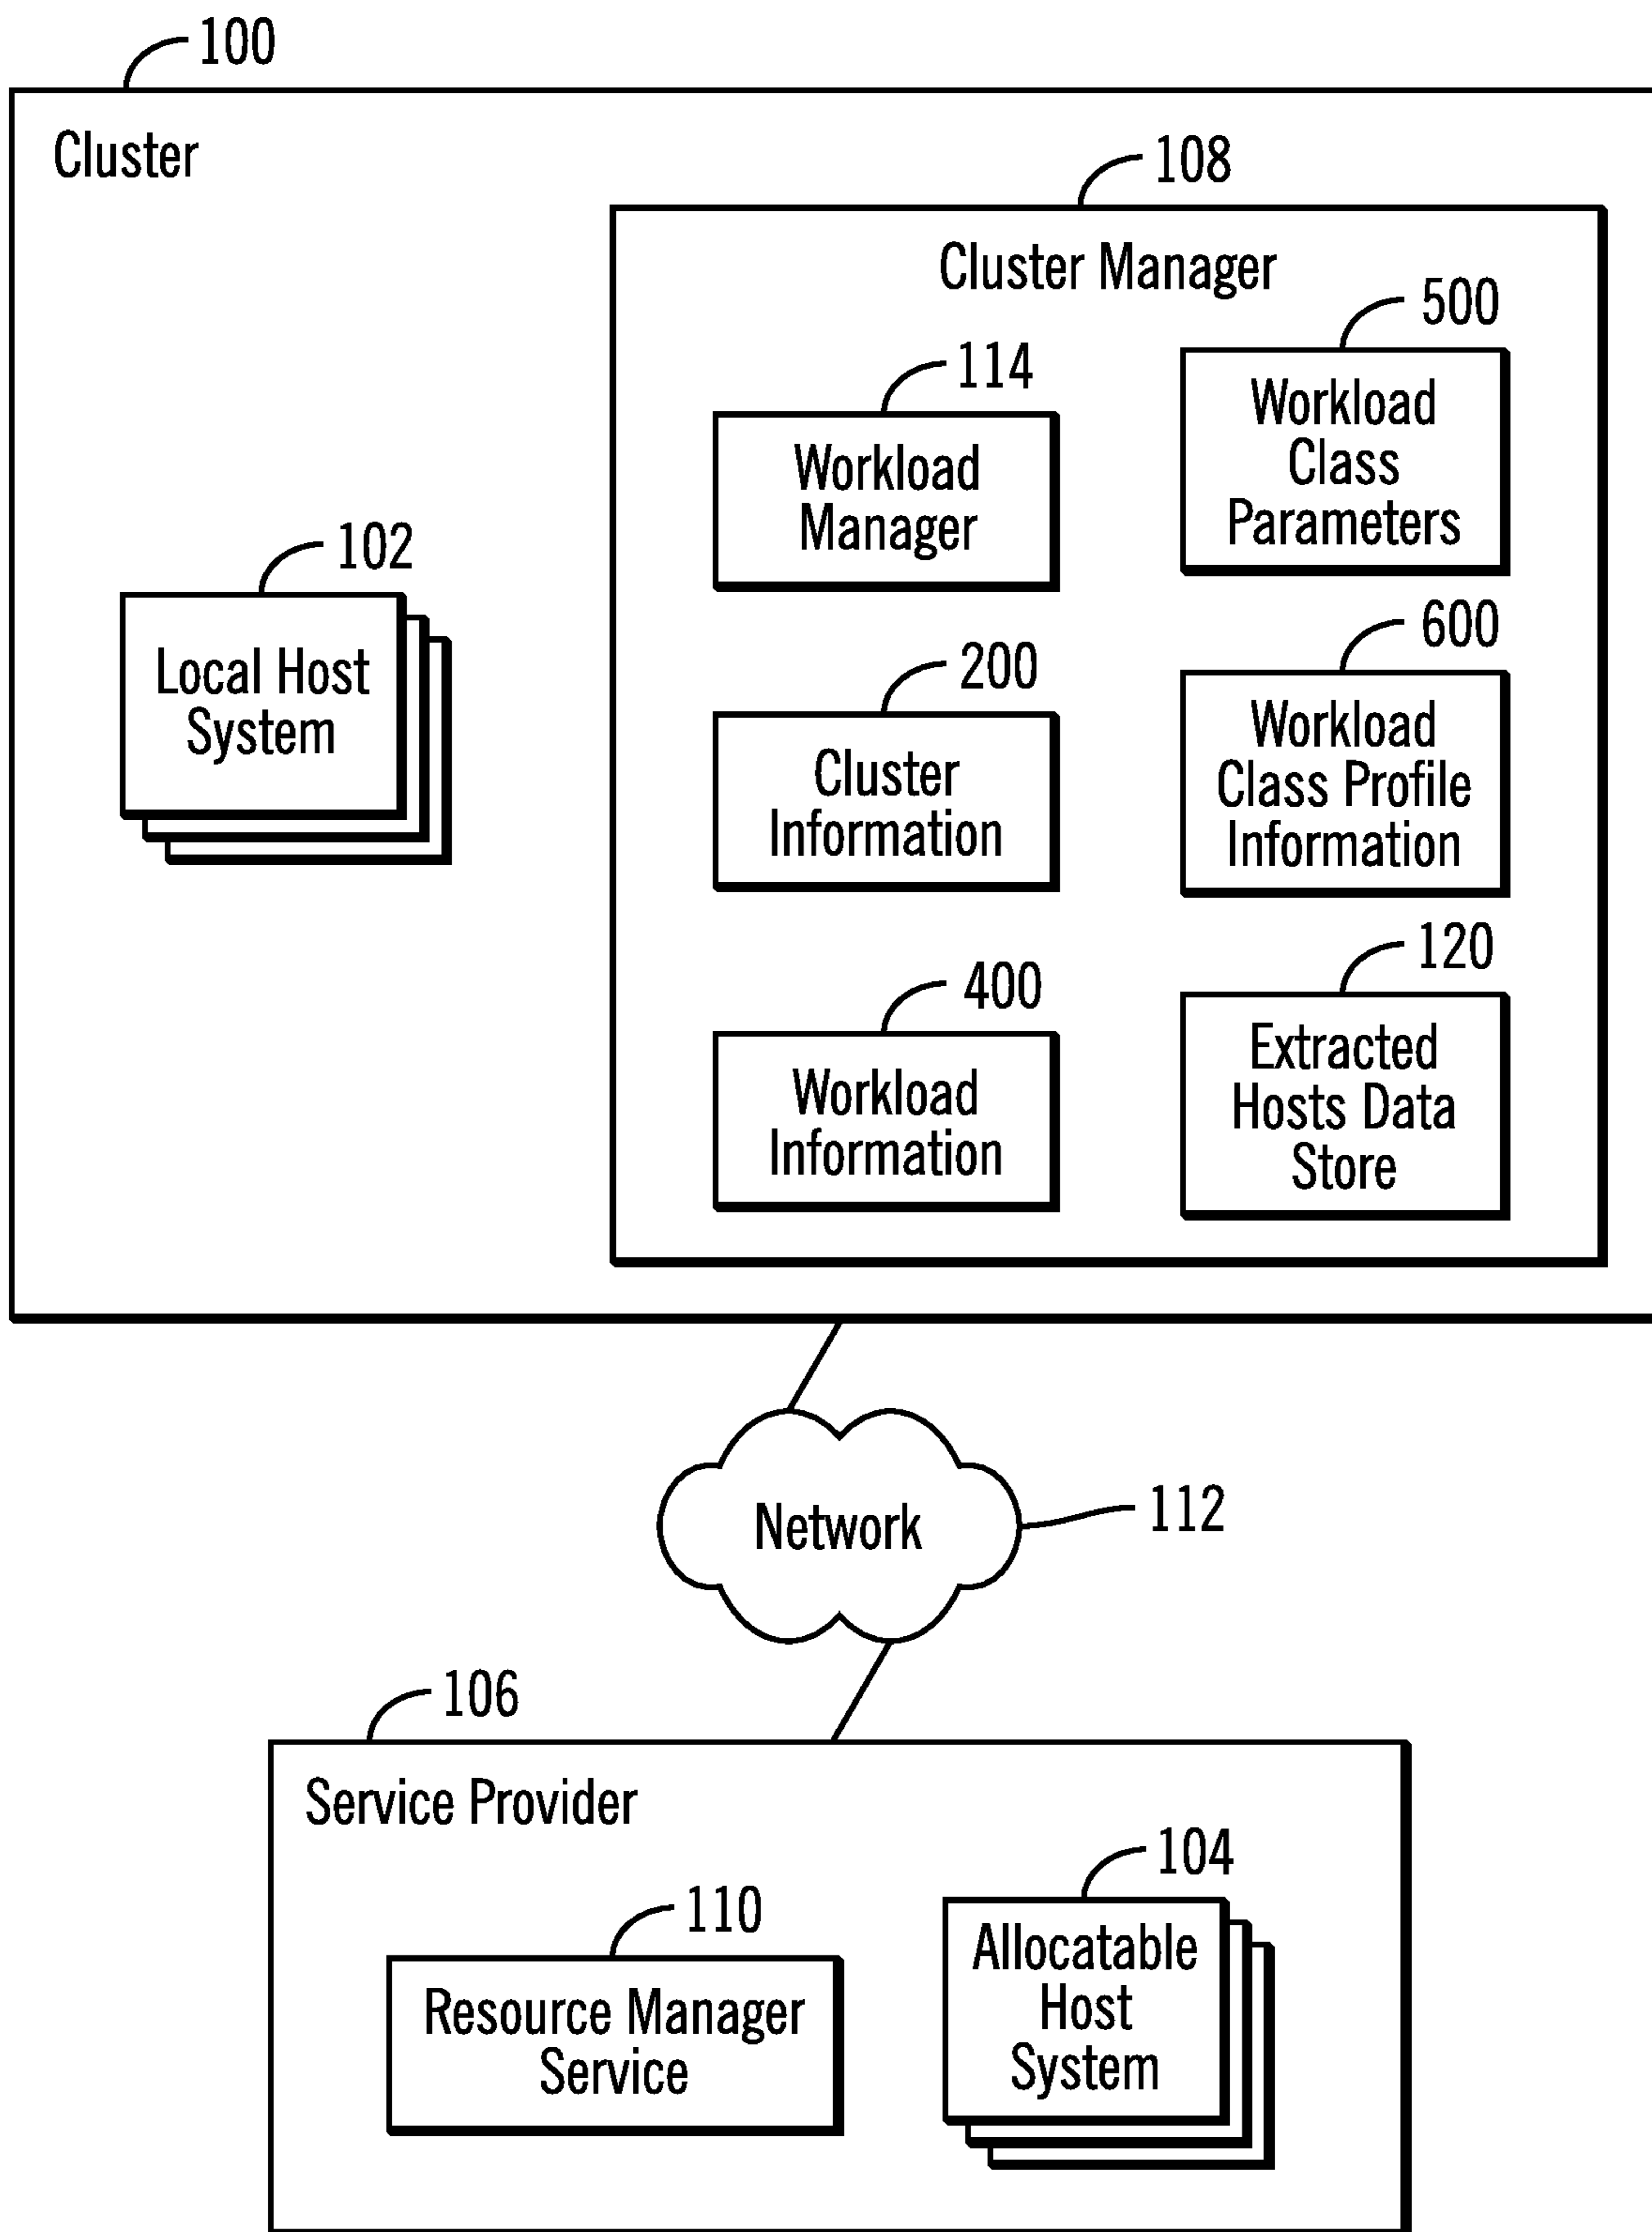 100
Cluster
108
Cluster Manager
500
Workload
Class
Parameters
114
Workload
Manager
102
Local Host
System
600
Workload
Class Profile
Information
200
Cluster
Information
120
Extracted
Hosts Data
Store
400
Workload
Information
Network
112
106
Service Provider
104
Allocatable
Host
System
110
Resource Manager
Service